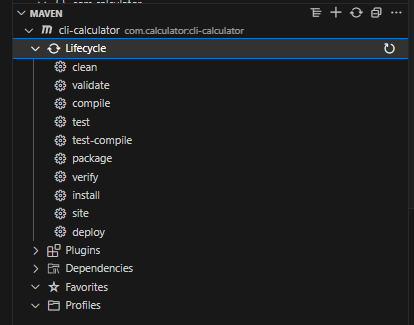 MAVEN
cli-calculator com.calculator:cli-calculator
Lifecycle
clean
validate
compile
test
test-compile
package
verify
install
site
deploy
Plugins
Dependencies
Favorites
Profiles